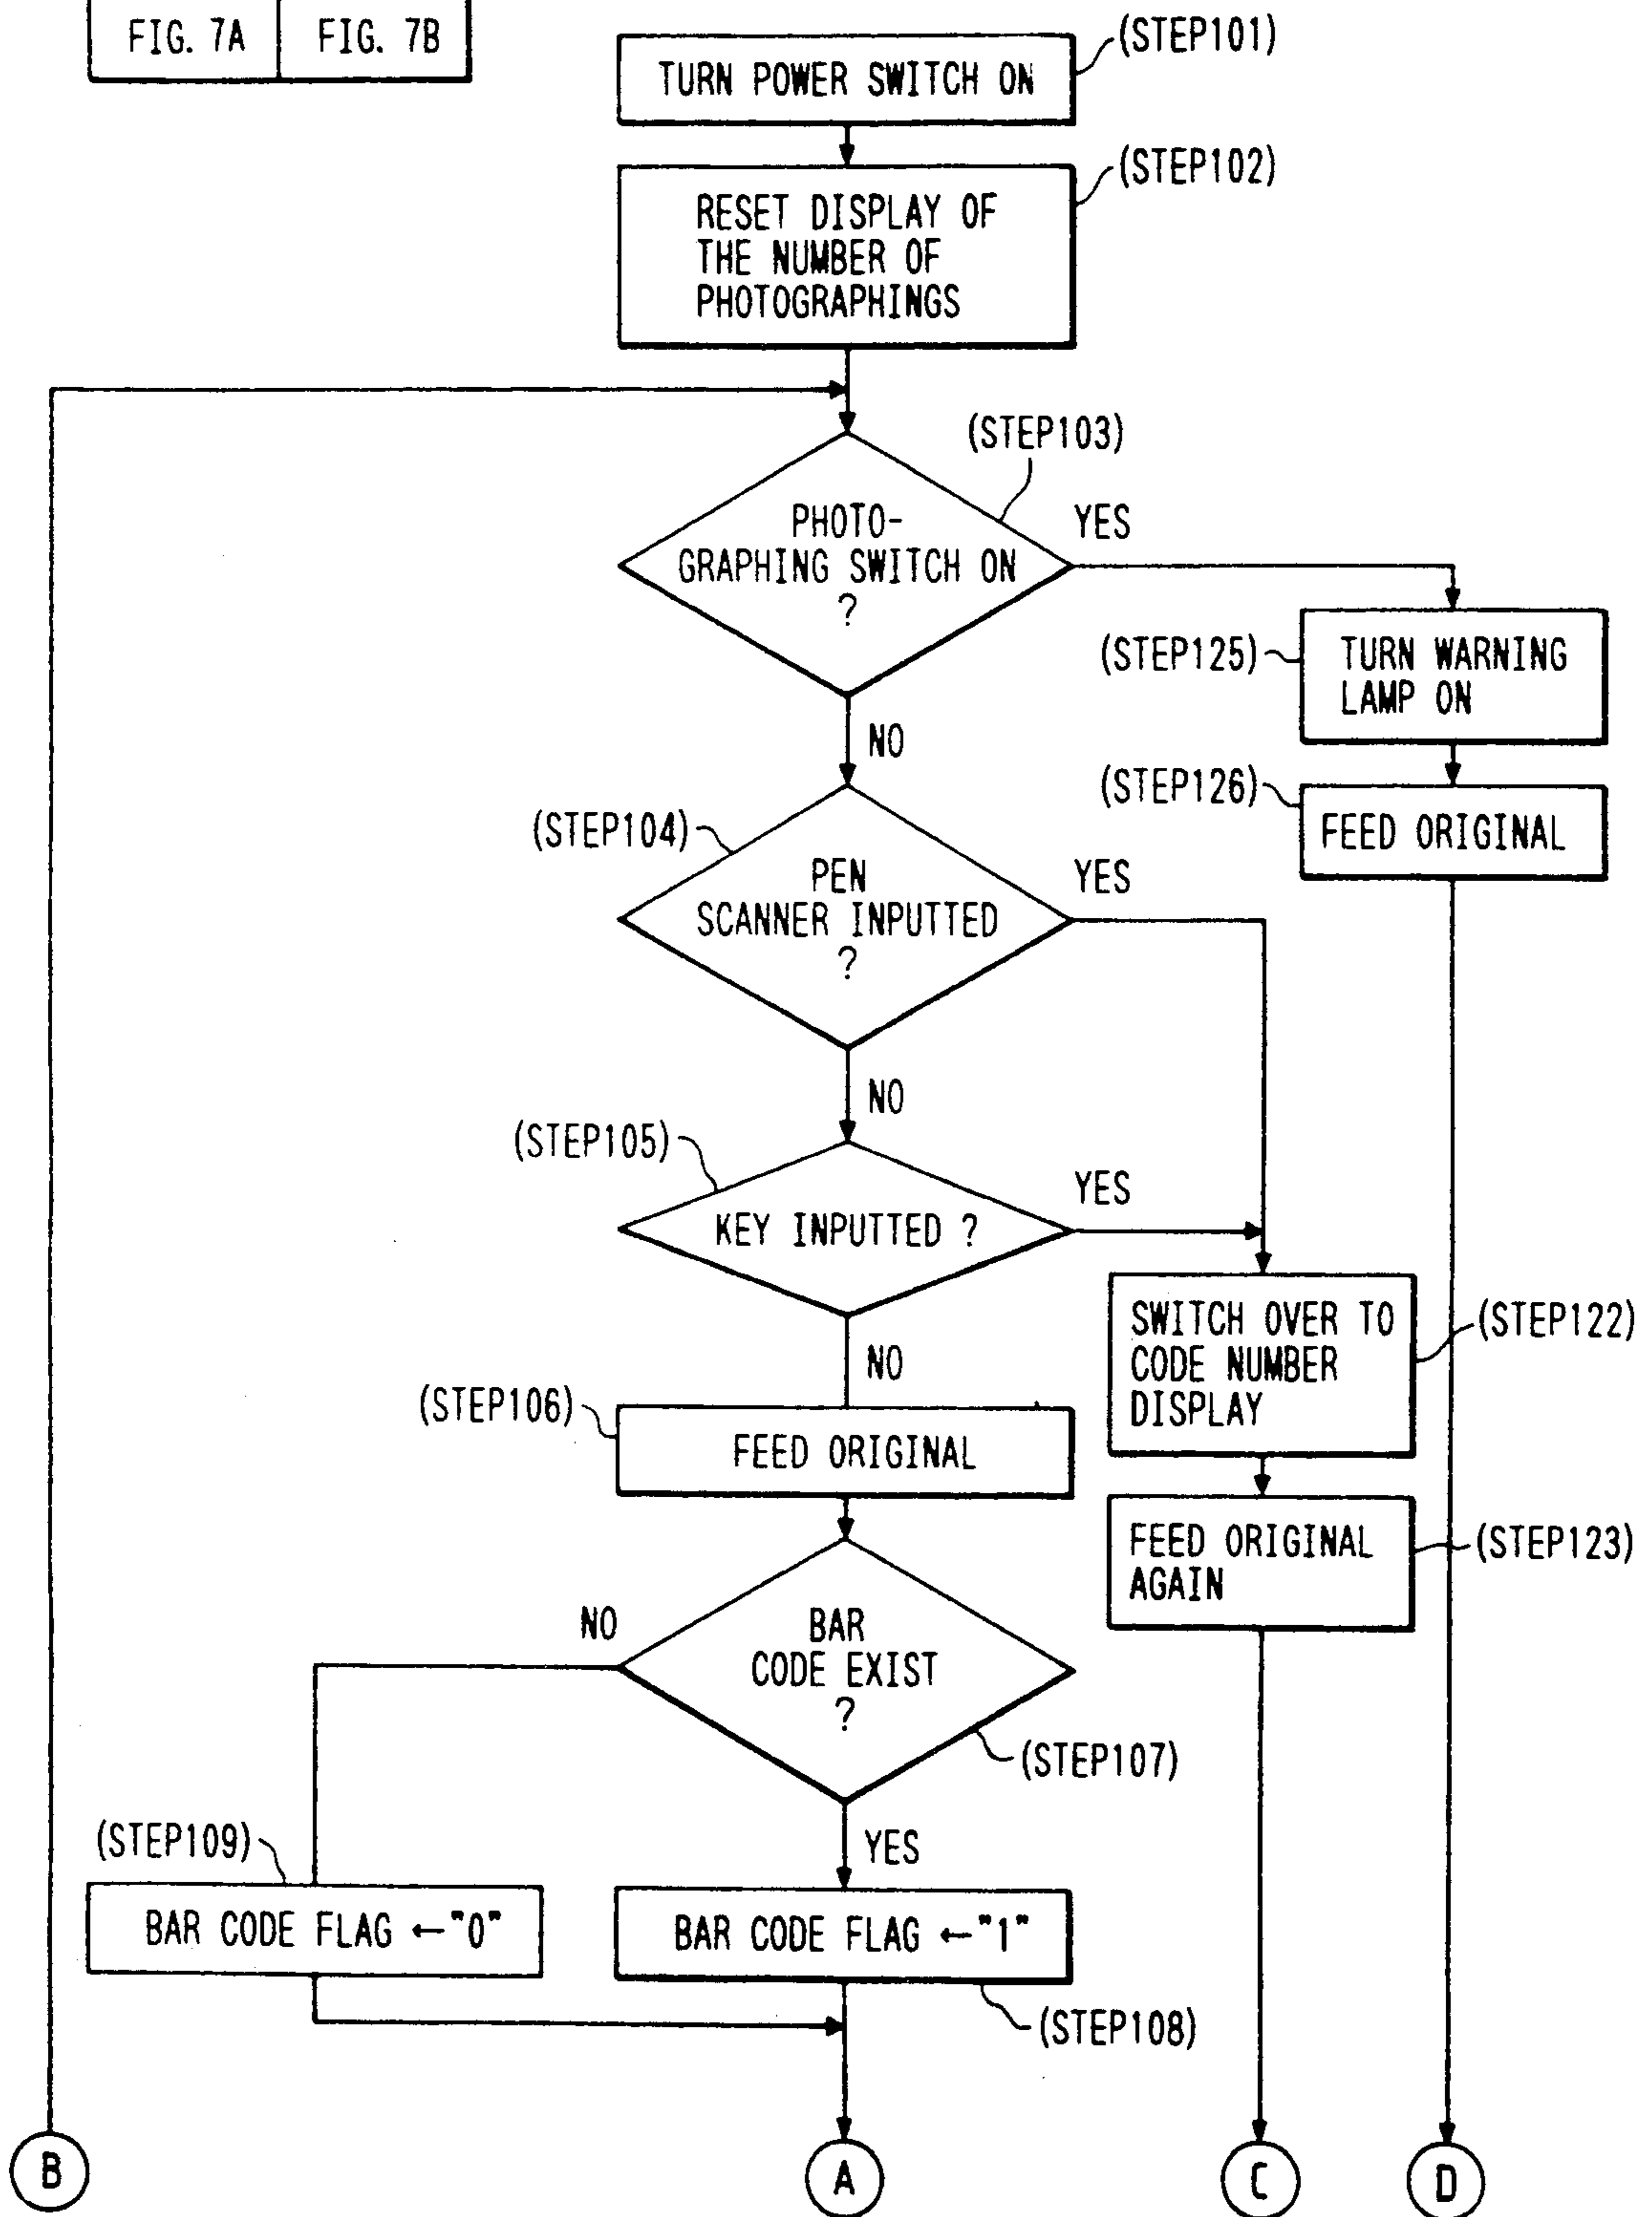 FIG. 7A FIG. 7B
(STEP101)
TURN POWER SWITCH ON
(STEP102)
RESET DISPLAY OF
THE NUMBER OF
PHOTOGRAPHINGS
(STEP103)
PHOTO-
GRAPHING SWITCH ON
?
YES
NO
(STEP125)
TURN WARNING
LAMP ON
(STEP126)
FEED ORIGINAL
(STEP104)
PEN
SCANNER INPUTTED
?
YES
NO
(STEP105)
KEY INPUTTED ?
YES
NO
SWITCH OVER TO
CODE NUMBER
DISPLAY
(STEP122)
(STEP106)
FEED ORIGINAL
FEED ORIGINAL
AGAIN
(STEP123)
BAR
CODE EXIST
?
NO
(STEP107)
YES
(STEP109)
BAR CODE FLAG ←"0"
BAR CODE FLAG ←"1"
(STEP108)
B
A
C
D